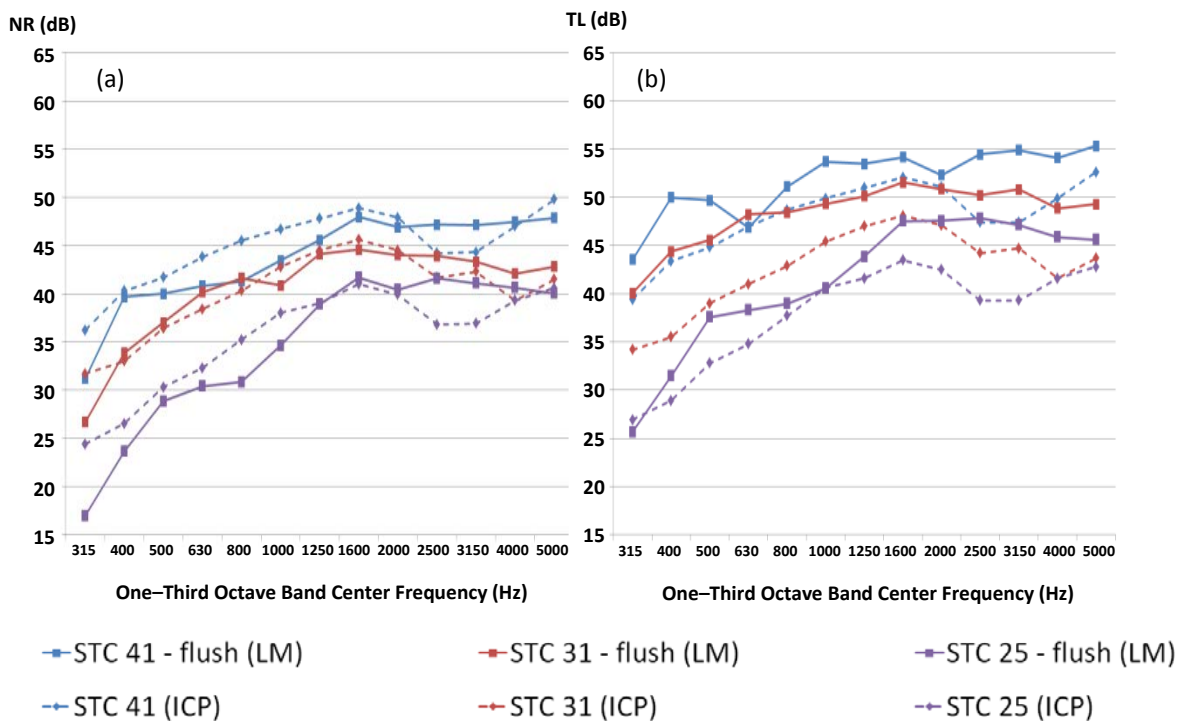 NR (dB)
TL (dB)
65
60
55
50
45
40
35
30
25
20
15
(a)
315 400 500 630 800 1000 1250 1600 2000 2500 3150 4000 5000
One–Third Octave Band Center Frequency (Hz)
65
60
55
50
45
40
35
30
25
20
15
(b)
315 400 500 630 800 1000 1250 1600 2000 2500 3150 4000 5000
One–Third Octave Band Center Frequency (Hz)
STC 41 - flush (LM) STC 31 - flush (LM) STC 25 - flush (LM)
STC 41 (ICP) STC 31 (ICP) STC 25 (ICP)